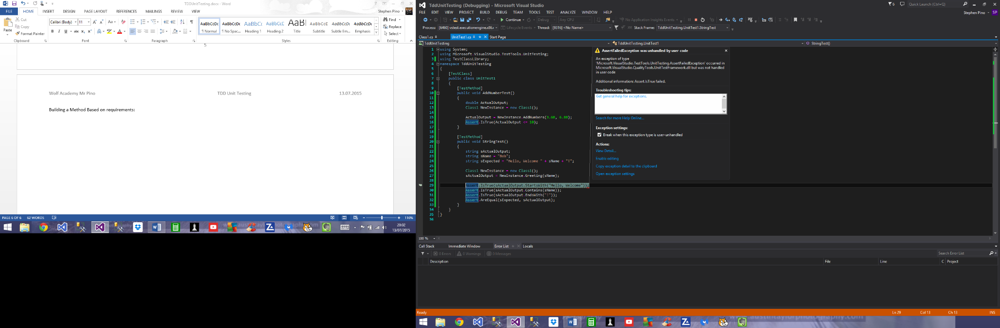 TDDUnitTesting.docx - Word
FILE HOME INSERT DESIGN PAGE LAYOUT REFERENCES MAILINGS REVIEW VIEW
Stephen Pino
Paste
Cut
Copy
Format Painter
Calibri (Body) 11
AaBbCcDc AaBbCcDc AaBbCc AaBbCcE AaB AaBbCcE AaBbCcDc AaBbCcDc
¶ Normal ¶ No Spac... Heading 1 Heading 2 Title Subtitle Subtle Em... Emphasis
Find
Replace
Select
Clipboard Font Paragraph Styles Editing
5
Wolf Academy Mr Pino TDD Unit Testing 13.07.2015
Building a Method Based on requirements:
PAGE 6 OF 6 62 WORDS 110%
20:02
13/07/2015
TddUnitTesting (Debugging) - Microsoft Visual Studio
6 Quick Launch (Ctrl+Q)
FILE EDIT VIEW PROJECT BUILD DEBUG TEAM TOOLS TEST ANALYZE WINDOW HELP
Stephen Pino SP
Continue Debug Any CPU No Application Insights Events
Process: [6460] vstest.executionengine.x86. Lifecycle Events Thread: [9316] <No Name> Stack Frame: TddUnitTesting.UnitTest1.StringTest
Class1.cs UnitTest1.cs Start Page
TddUnitTesting TddUnitTesting.UnitTest1 StringTest()
1 using System;
2 using Microsoft.VisualStudio.TestTools.UnitTesting;
3 using TestClassLibrary;
4 namespace TddUnitTesting
5 {
6 [TestClass]
7 public class UnitTest1
8 {
9 [TestMethod]
10 public void AddNumberTest()
11 {
12 double ActualOutput;
13 Class1 NewInstance = new Class1();
14
15 ActualOutput = NewInstance.AddNumbers(3.68, 6.88);
16 Assert.IsTrue(ActualOutput <= 10);
17 }
18
19 [TestMethod]
20 public void StringTest()
21 {
22 string sActualOutput;
23 string sName = "Bob";
24 string sExpected = "Hello, Welcome " + sName + "!";
25
26 Class1 NewInstance = new Class1();
27 sActualOutput = NewInstance.Greeting(sName);
28
29 Assert.IsTrue(sActualOutput.StartsWith("Hello, Welcome"));
30 Assert.IsTrue(sActualOutput.Contains(sName));
31 Assert.IsTrue(sActualOutput.EndsWith("!"));
32 Assert.AreEqual(sExpected, sActualOutput);
33 }
34 }
35 }
36
AssertFailedException was unhandled by user code
An exception of type
'Microsoft.VisualStudio.TestTools.UnitTesting.AssertFailedException' occurred in
Microsoft.VisualStudio.QualityTools.UnitTestFramework.dll but was not handled
in user code
Additional information: Assert.IsTrue failed.
Troubleshooting tips:
Get general help for exceptions.
Search for more Help Online...
Exception settings:
Break when this exception type is user-unhandled
Actions:
View Detail...
Enable editing
Copy exception detail to the clipboard
Open exception settings
100 %
Call Stack Immediate Window Error List Locals
0 Errors 0 Warnings 0 Messages Search Error List
Description File Line C Project
Ready Ln 29 Col 13 Ch 13 INS
www.austintaylorphotography.com